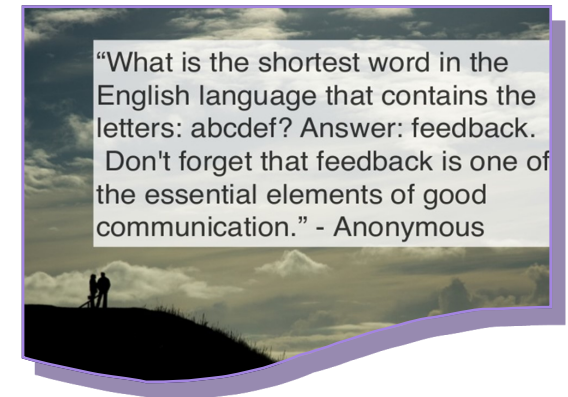 “What is the shortest word in the
English language that contains the
letters: abcdef? Answer: feedback.
Don't forget that feedback is one of
the essential elements of good
communication.” - Anonymous